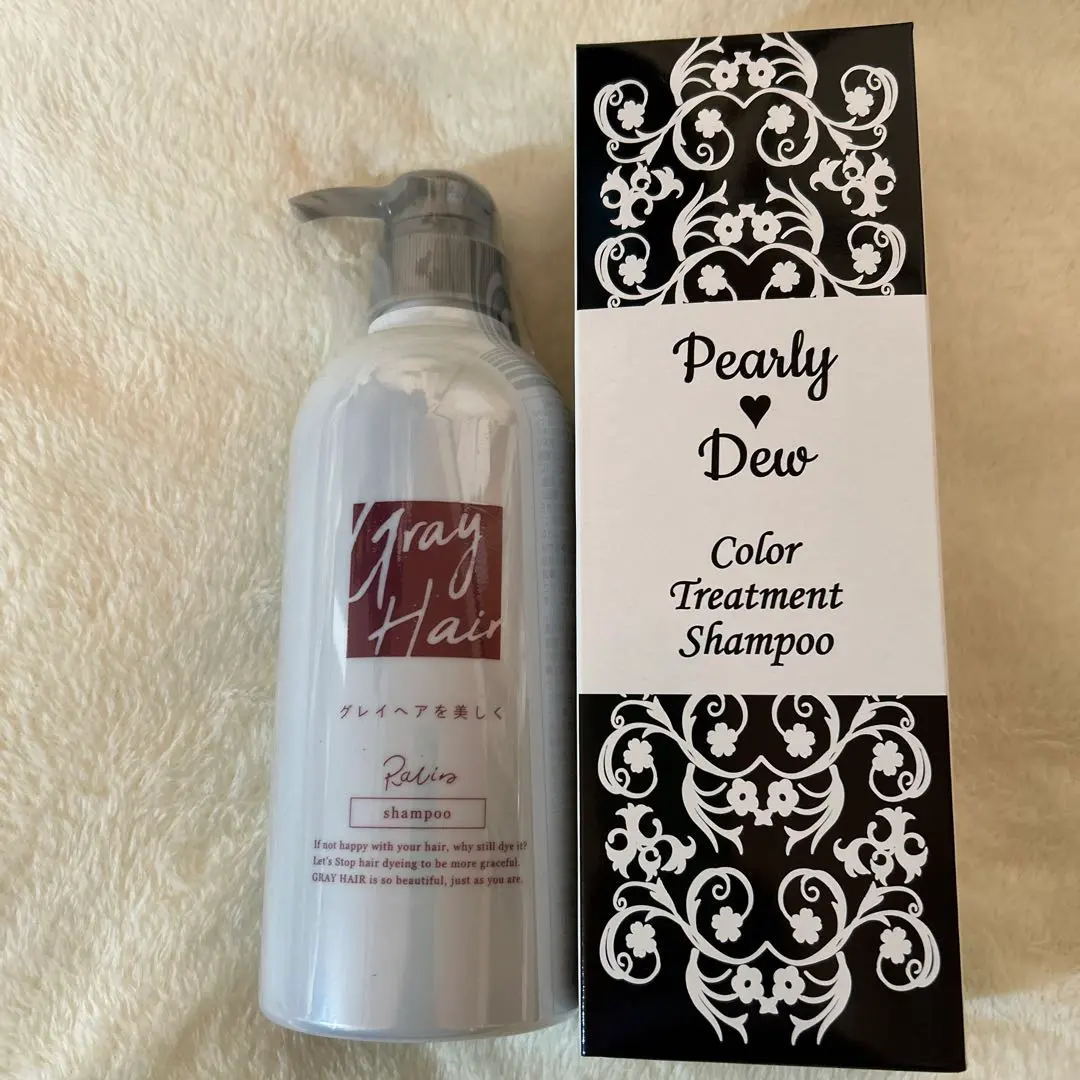 Gray
Hair
グレイヘアを美しく
Ravia
shampoo
If not happy with your hair, why still dye it?
Let's Stop hair dyeing to be more graceful.
GRAY HAIR is so beautiful, just as you are.
Pearly
♥
Dew
Color
Treatment
Shampoo